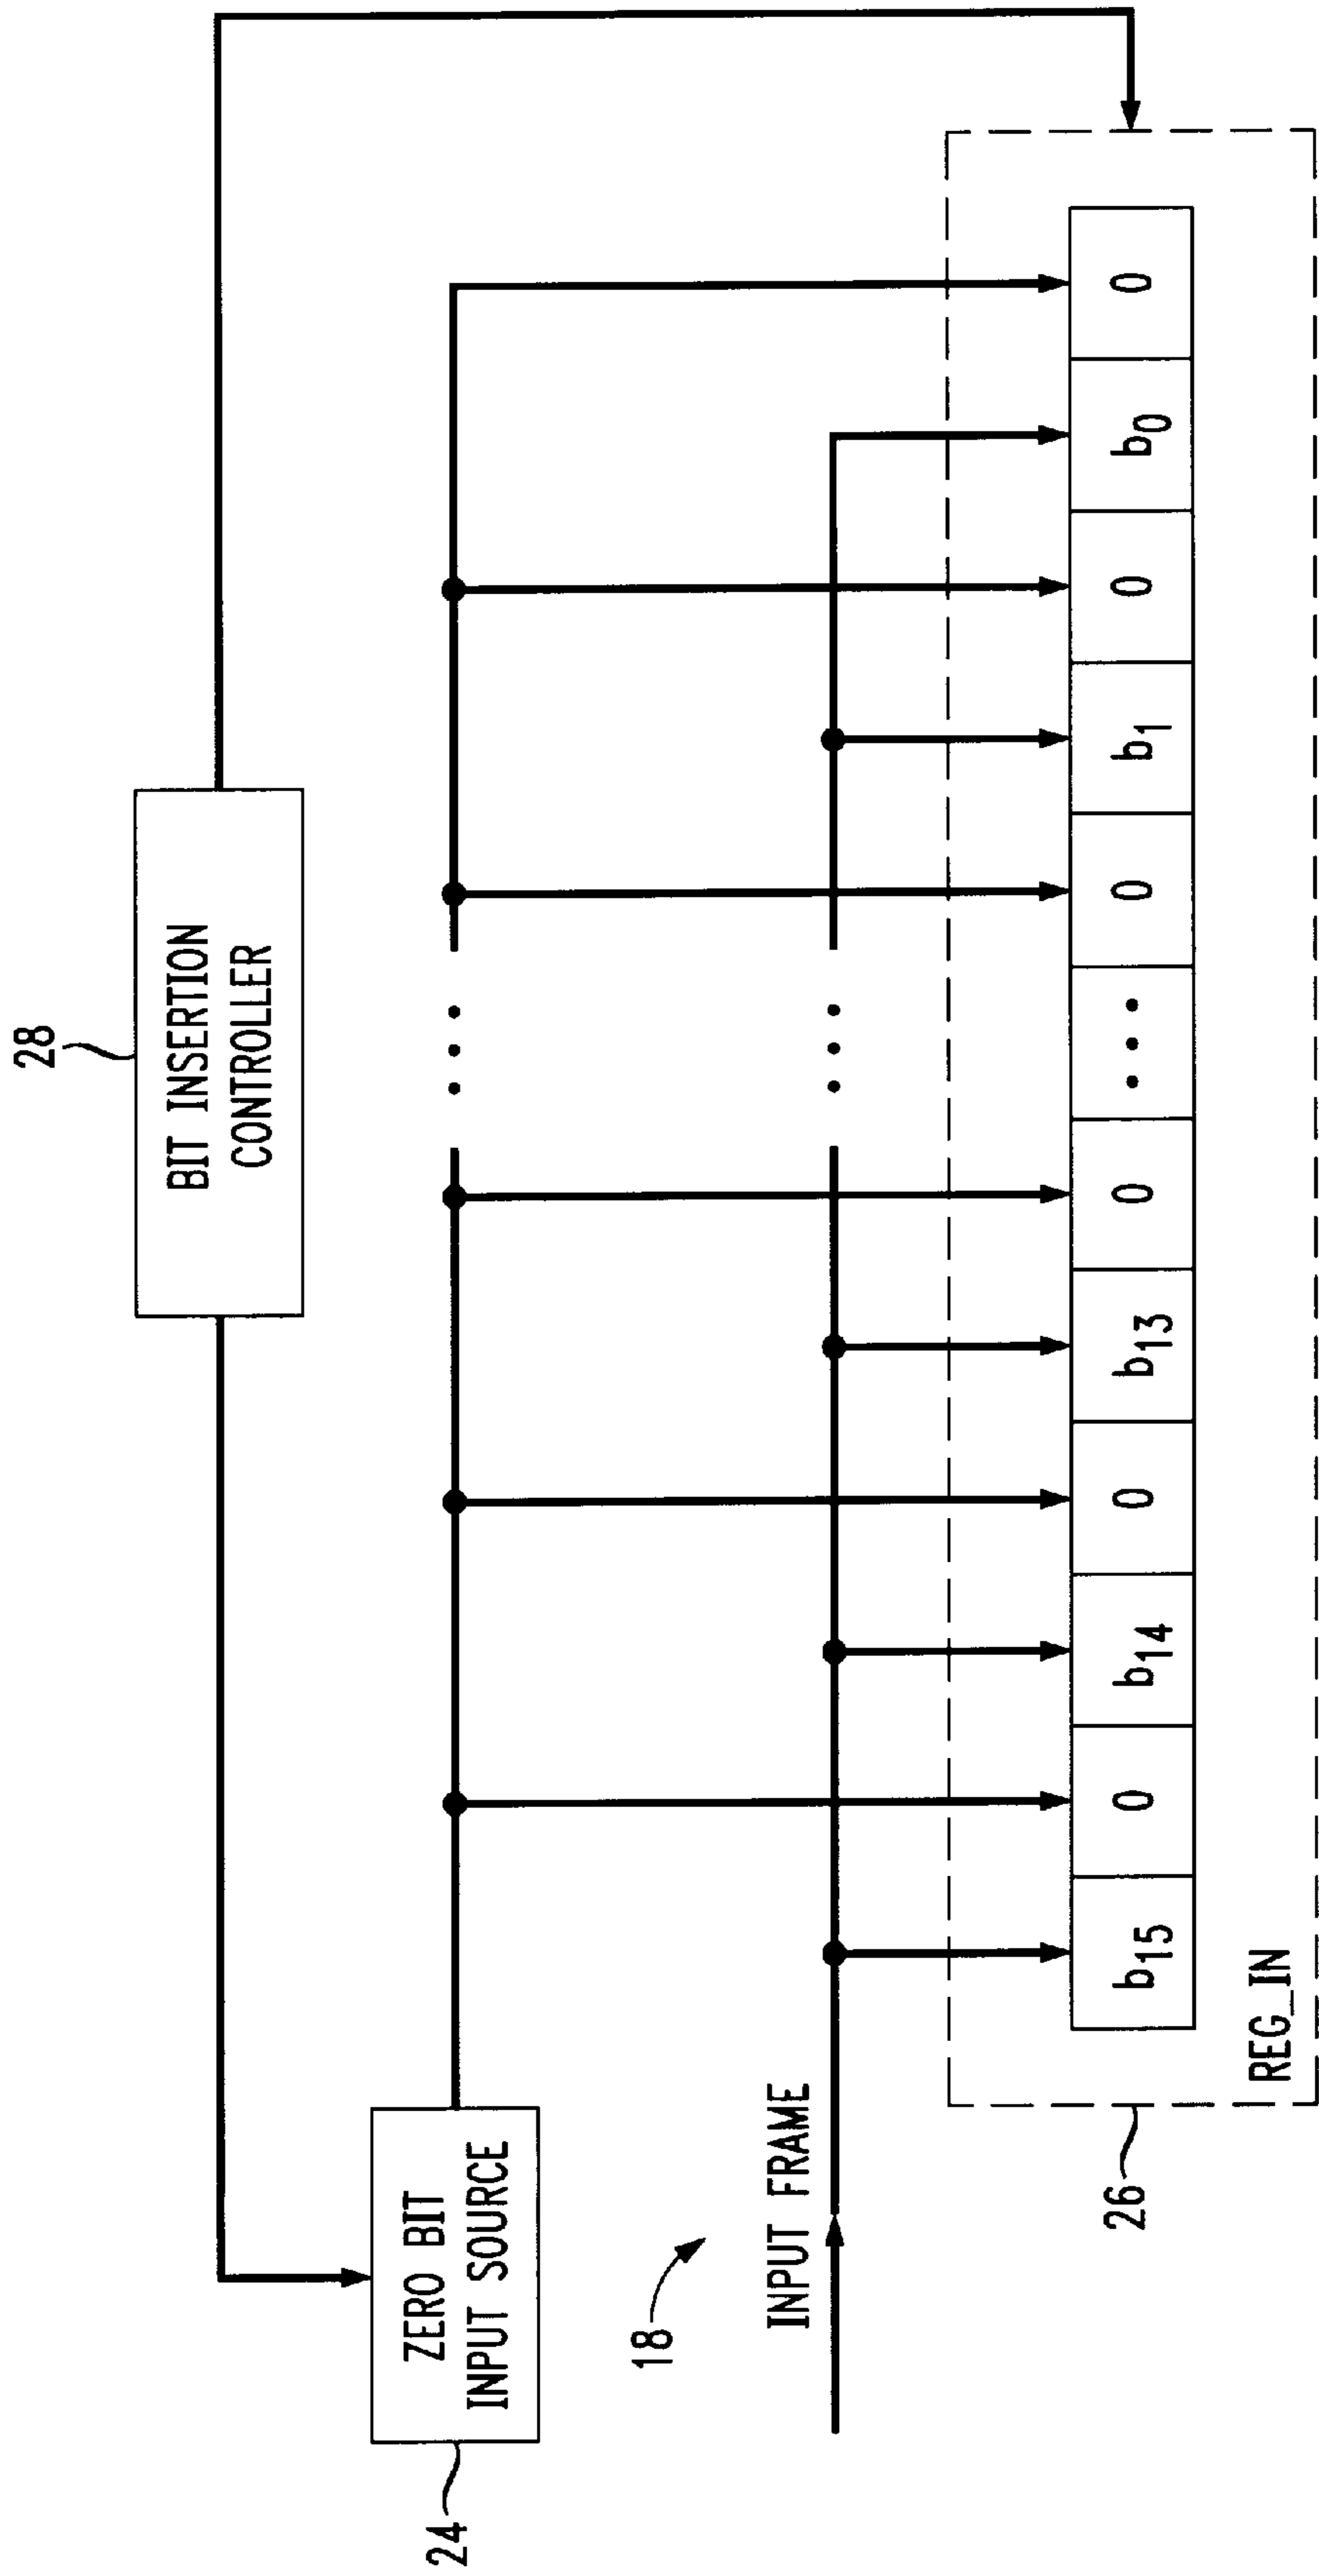 28
BIT INSERTION
CONTROLLER
ZERO BIT
INPUT SOURCE
24
18
INPUT FRAME
b15 0 b14 0 b13 0 ... 0 b1 0 b0 0
REG_IN
26